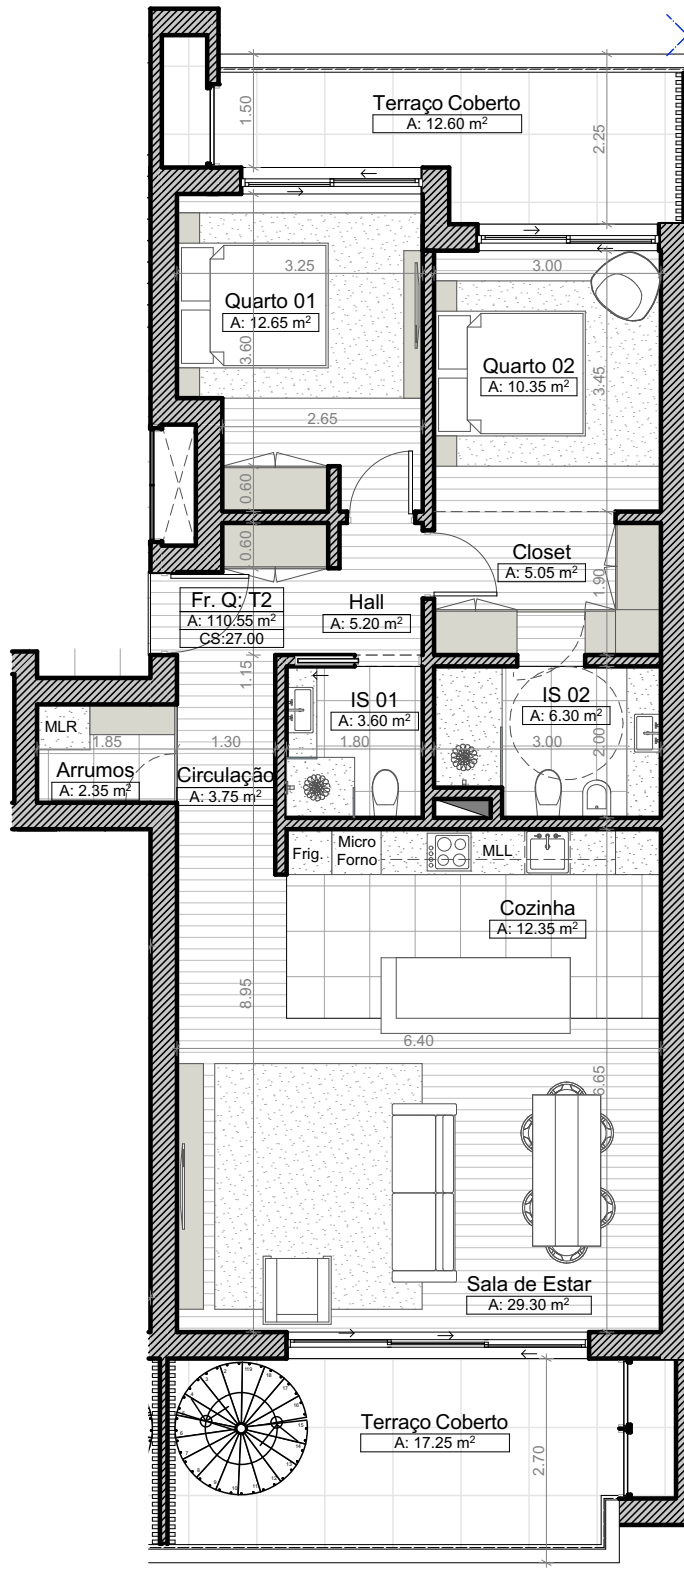 Terraço Coberto
A: 12.60 m²
1.50
2.25
3.25
3.00
Quarto 01
A: 12.65 m²
3.60
Quarto 02
A: 10.35 m²
3.45
2.65
0.60
0.60
Closet
A: 5.05 m²
1.90
Fr. Q: T2
A: 110.55 m²
CS:27.00
Hall
A: 5.20 m²
1.15
IS 01
A: 3.60 m²
IS 02
A: 6.30 m²
MLR
1.85
1.30
1.80
3.00
2.00
Arrumos
A: 2.35 m²
Circulação
A: 3.75 m²
Frig.
Micro
Forno
MLL
Cozinha
A: 12.35 m²
8.95
6.40
6.65
Sala de Estar
A: 29.30 m²
Terraço Coberto
A: 17.25 m²
2.70